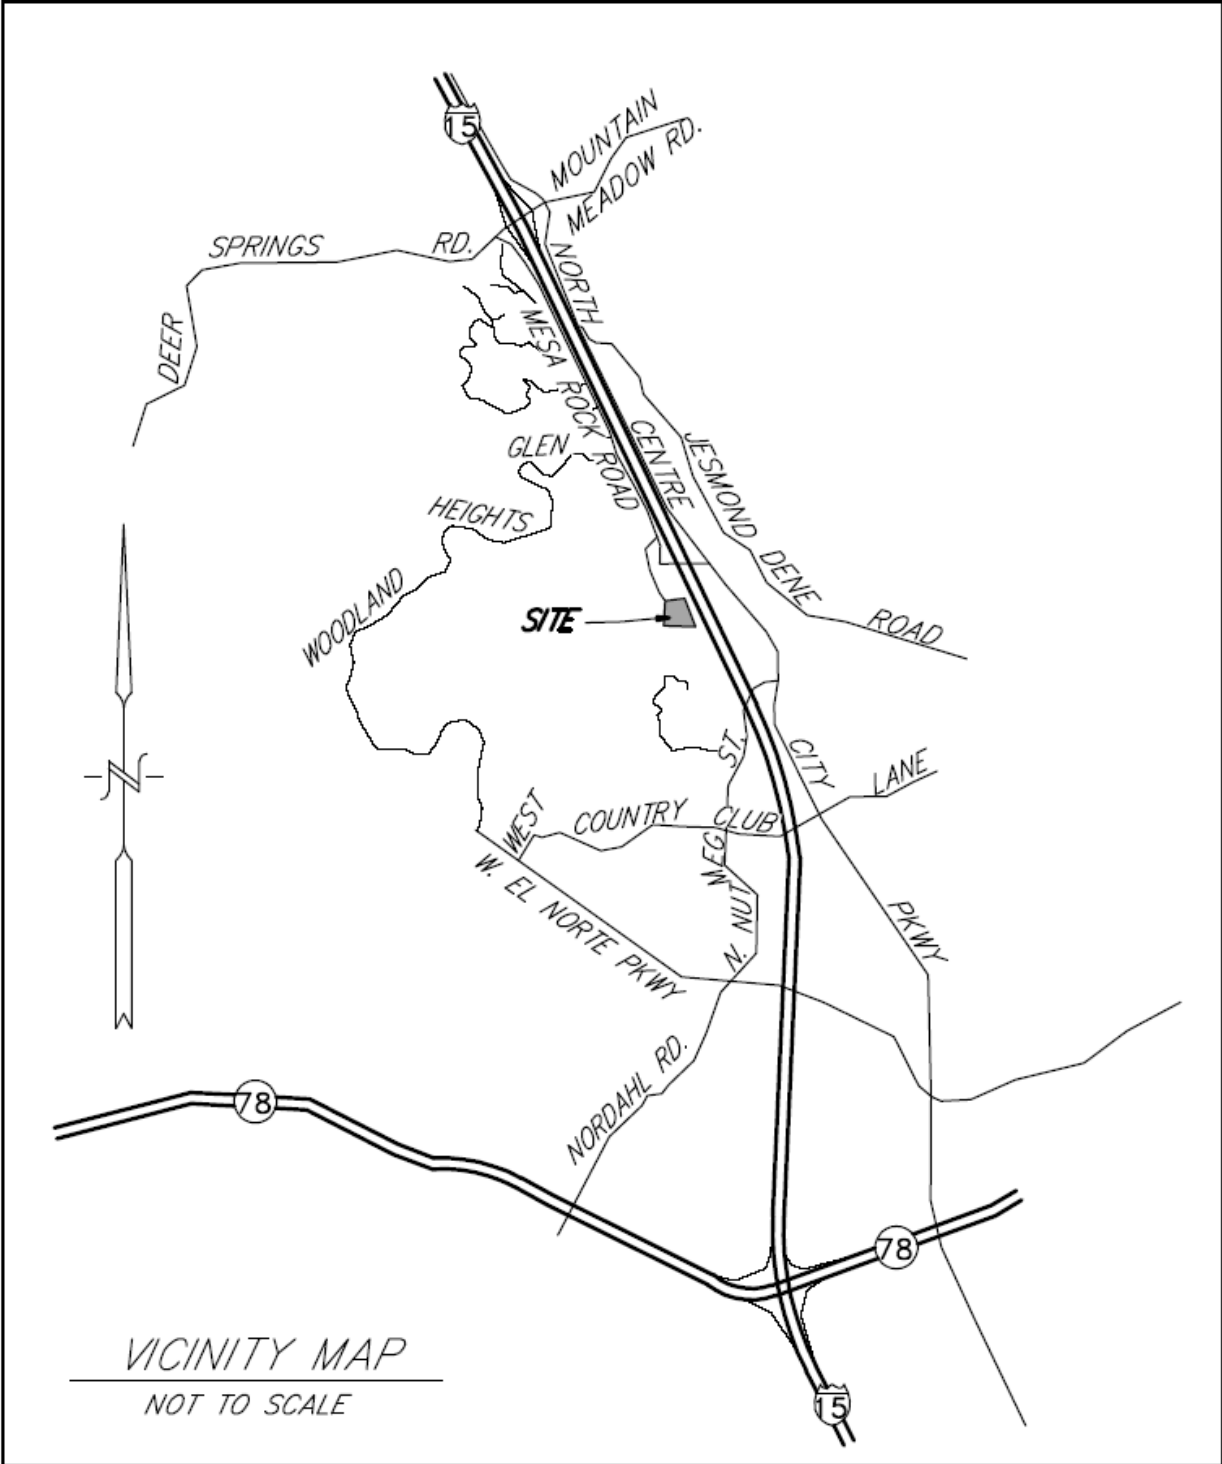 15
MOUNTAIN
MEADOW RD.
SPRINGS
RD.
NORTH
DEER
MESA ROCK ROAD
GLEN
CENTRE
JESMOND DENE
HEIGHTS
WOODLAND
SITE
ROAD
N
ST.
CITY
LANE
WEST
COUNTRY
CLUB
W. EL NORTE PKWY
N. NUTMEG
PKWY
NORDAHL RD.
78
78
VICINITY MAP
NOT TO SCALE
15